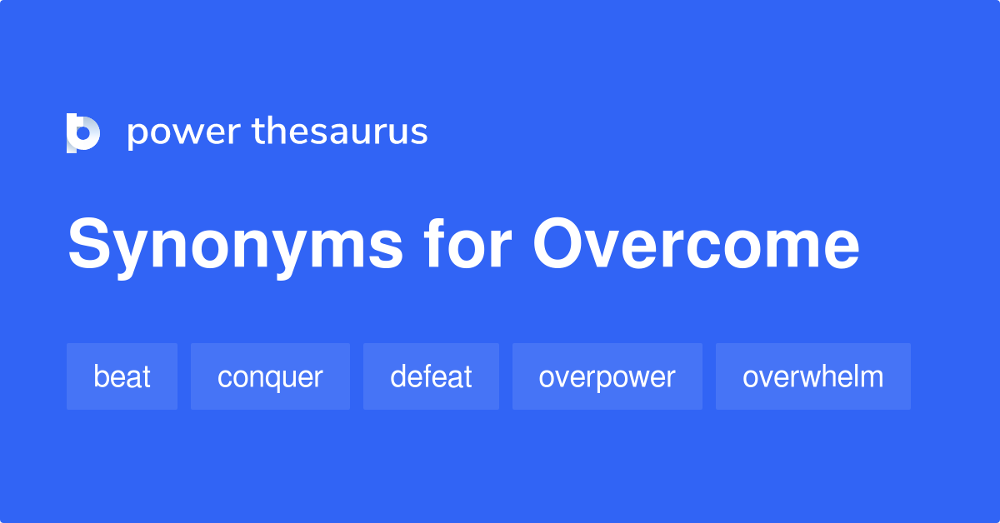 power thesaurus
Synonyms for Overcome
beat conquer defeat overpower overwhelm